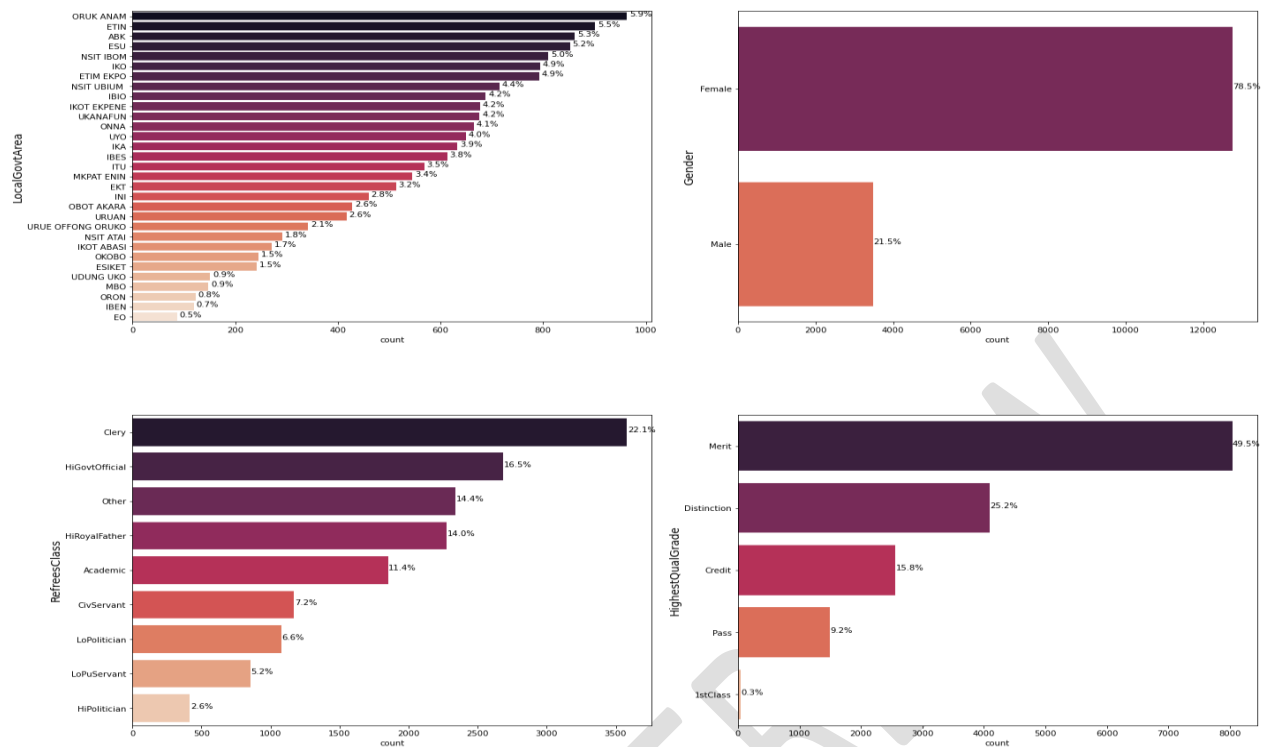 LocalGovtArea
ORUK ANAM 5.9%
ETIN 5.5%
ABK 5.3%
ESU 5.2%
NSIT IBOM 5.0%
IKO 4.9%
ETIM EKPO 4.9%
NSIT UBIUM 4.4%
IBIO 4.2%
IKOT EKPENE 4.2%
UKANAFUN 4.2%
ONNA 4.1%
UYO 4.0%
IKA 3.9%
IBES 3.8%
ITU 3.5%
MKPAT ENIN 3.4%
EKT 3.2%
INI 2.8%
OBOT AKARA 2.6%
URUAN 2.6%
URUE OFFONG ORUKO 2.1%
NSIT ATAI 1.8%
IKOT ABASI 1.7%
OKOBO 1.5%
ESIKET 1.5%
UDUNG UKO 0.9%
MBO 0.9%
ORON 0.8%
IBEN 0.7%
EO 0.5%
0 200 400 600 800 1000
count
Gender
Female 78.5%
Male 21.5%
0 2000 4000 6000 8000 10000 12000
count
RefreesClass
Clery 22.1%
HiGovtOfficial 16.5%
Other 14.4%
HiRoyalFather 14.0%
Academic 11.4%
CivServant 7.2%
LoPolitician 6.6%
LoPuServant 5.2%
HiPolitician 2.6%
0 500 1000 1500 2000 2500 3000 3500
count
HighestQualGrade
Merit 49.5%
Distinction 25.2%
Credit 15.8%
Pass 9.2%
1stClass 0.3%
0 1000 2000 3000 4000 5000 6000 7000 8000
count